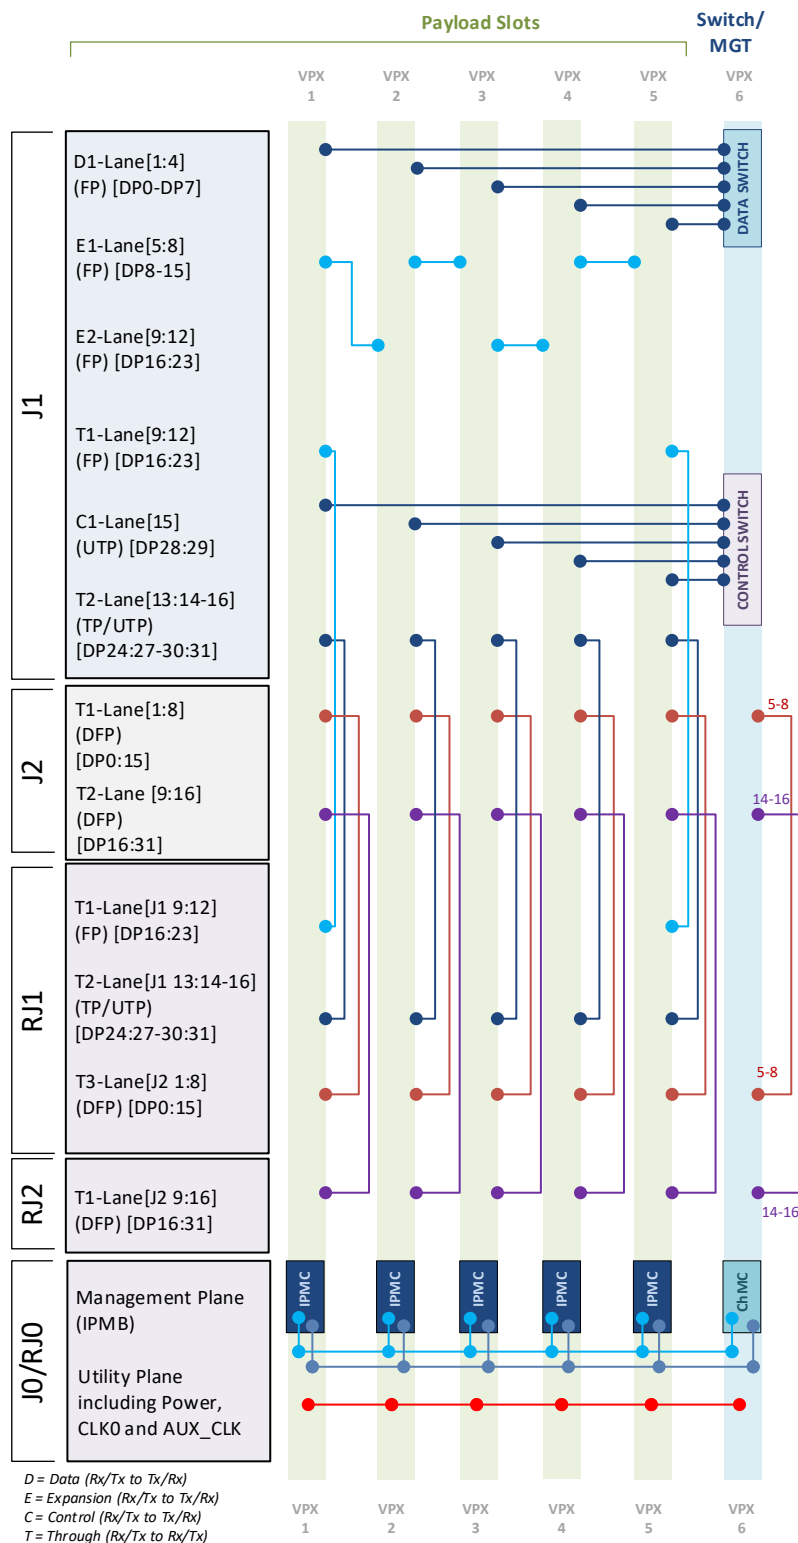 Payload Slots
Switch/
MGT
VPX
1
VPX
2
VPX
3
VPX
4
VPX
5
VPX
6
J1
D1-Lane[1:4]
(FP) [DP0-DP7]
E1-Lane[5:8]
(FP) [DP8-15]
E2-Lane[9:12]
(FP) [DP16:23]
T1-Lane[9:12]
(FP) [DP16:23]
C1-Lane[15]
(UTP) [DP28:29]
T2-Lane[13:14-16]
(TP/UTP)
[DP24:27-30:31]
DATA SWITCH
CONTROL SWITCH
J2
T1-Lane[1:8]
(DFP)
[DP0:15]
T2-Lane [9:16]
(DFP)
[DP16:31]
5-8
14-16
RJ1
T1-Lane[J1 9:12]
(FP) [DP16:23]
T2-Lane[J1 13:14-16]
(TP/UTP)
[DP24:27-30:31]
T3-Lane[J2 1:8]
(DFP) [DP0:15]
5-8
RJ2
T1-Lane[J2 9:16]
(DFP) [DP16:31]
14-16
J0/RJ0
Management Plane
(IPMB)
Utility Plane
including Power,
CLK0 and AUX_CLK
IPMC
IPMC
IPMC
IPMC
IPMC
ChMC
D = Data (Rx/Tx to Tx/Rx)
E = Expansion (Rx/Tx to Tx/Rx)
C = Control (Rx/Tx to Tx/Rx)
T = Through (Rx/Tx to Rx/Tx)
VPX
1
VPX
2
VPX
3
VPX
4
VPX
5
VPX
6